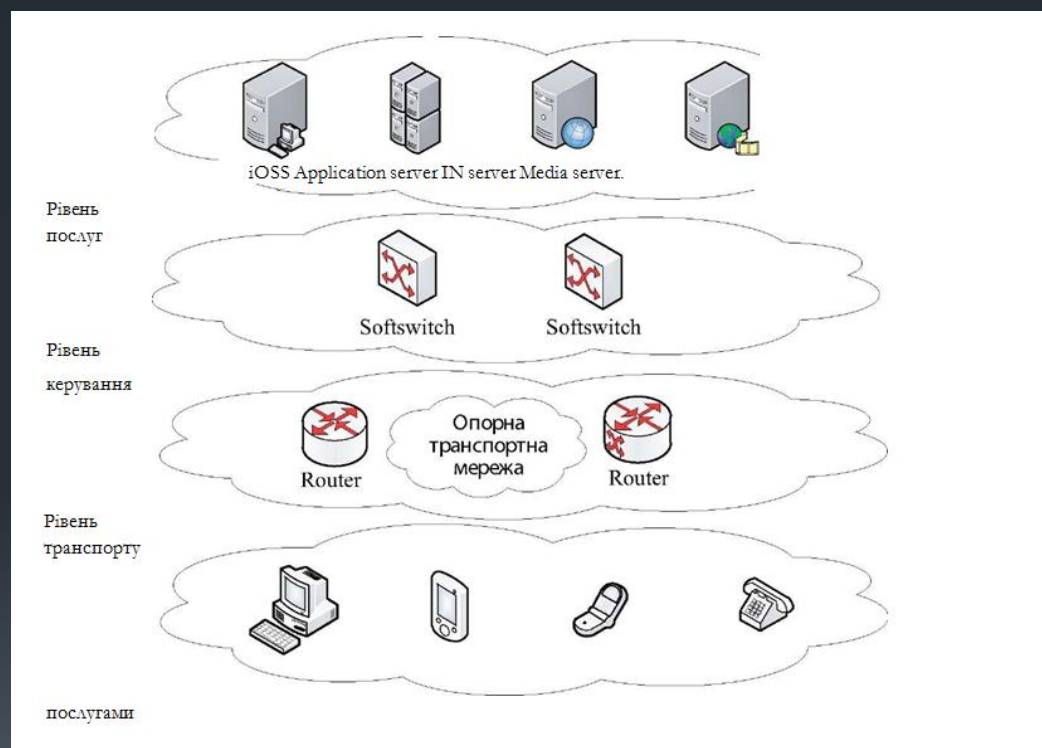 iOSS Application server IN server Media server.
Рівень
послуг
Softswitch
Softswitch
Рівень
керування
Опорна
транспортна
мережа
Router
Router
Рівень
транспорту
послугами